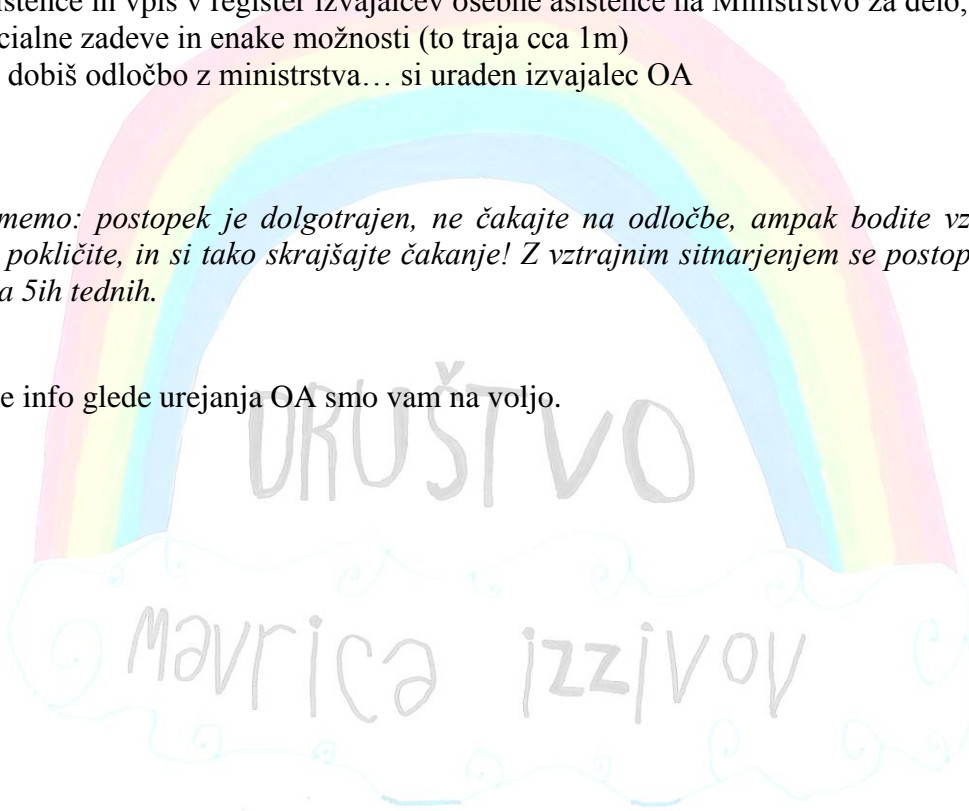 istence in vpis v register izvajalcev osebne asistence na Ministrstvo za delo,
cialne zadeve in enake možnosti (to traja cca 1m)
dobiš odločbo z ministrstva… si uraden izvajalec OA
memo: postopek je dolgotrajen, ne čakajte na odločbe, ampak bodite vz
pokličite, in si tako skrajšajte čakanje! Z vztrajnim sitnarjenjem se postop
a 5ih tednih.
e info glede urejanja OA smo vam na voljo.
DRUŠTVO
Mavrica izzivov